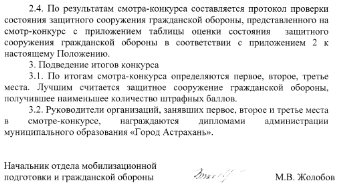 2.4. По результатам смотра-конкурса составляется протокол проверки
состояния защитного сооружения гражданской обороны, представленного на
смотр-конкурс с приложением таблицы оценки состояния защитного
сооружения гражданской обороны в соответствии с приложением 2 к
настоящему Положению.
3. Подведение итогов конкурса
3.1. По итогам смотра-конкурса определяются первое, второе, третье
места. Лучшим считается защитное сооружение гражданской обороны,
получившее наименьшее количество штрафных баллов.
3.2. Руководители организаций, занявших первое, второе и третье места
в смотре-конкурсе, награждаются дипломами администрации
муниципального образования «Город Астрахань».
Начальник отдела мобилизационной
подготовки и гражданской обороны М.В. Жолобов